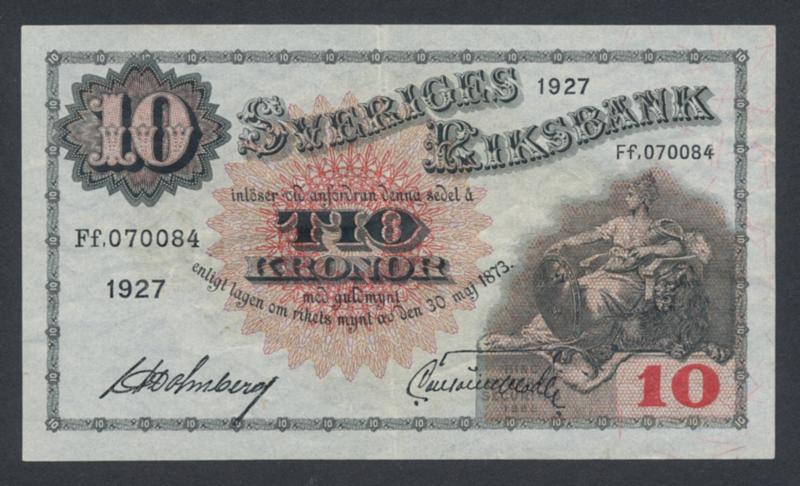 10
SVERIGES
RIKSBANK
1927
Ff,070084
inlöser vid anfordran denna sedel å
TIO
KRONOR
med guldmynt
enligt lagen om rikets mynt av den 30 maj 1873.
Ff,070084
1927
10